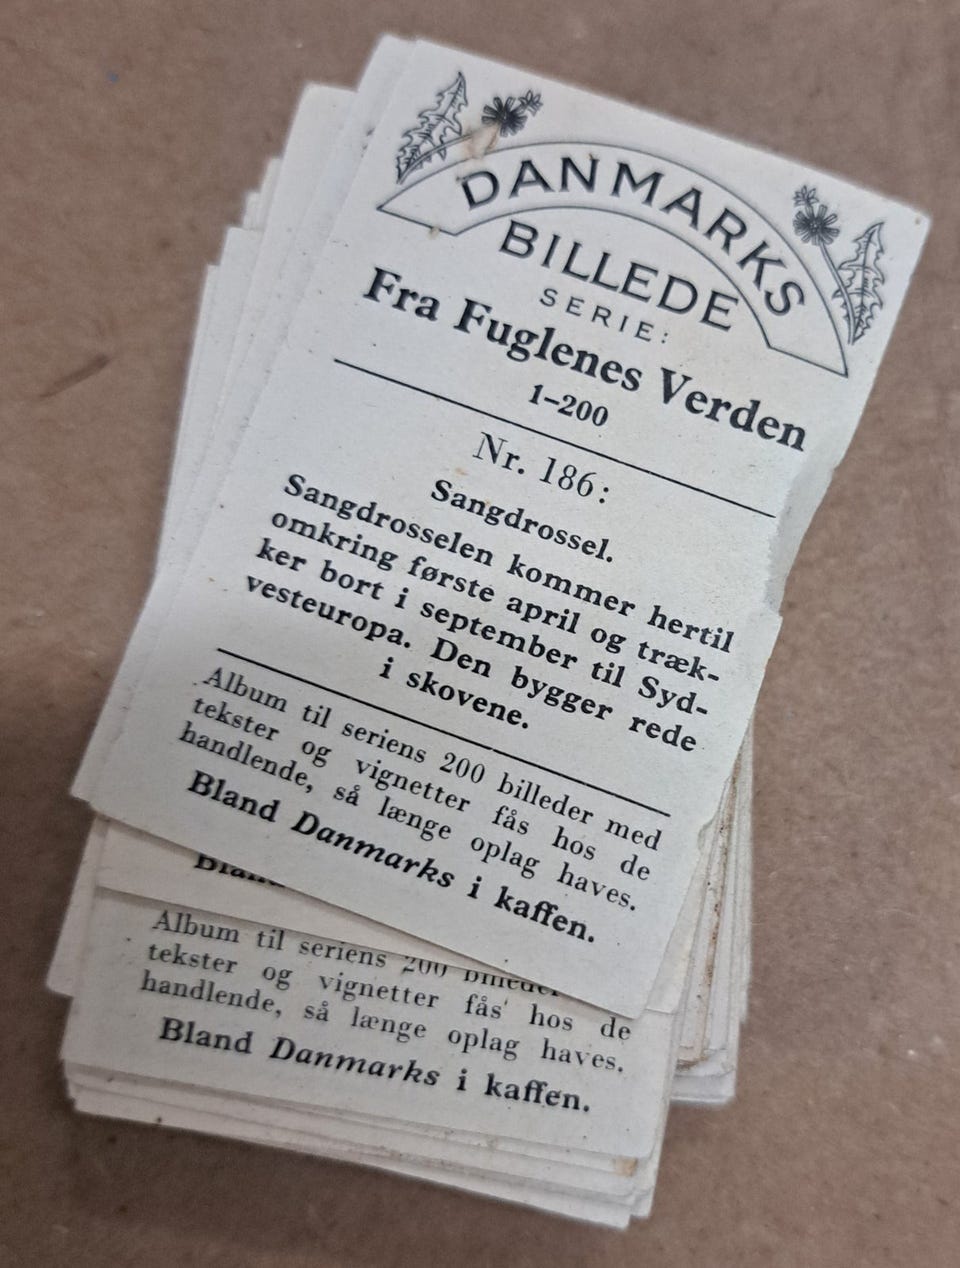 DANMARKS
BILLEDE
SERIE:
Fra Fuglenes Verden
1-200
Nr. 186:
Sangdrossel.
Sangdrosselen kommer hertil
omkring første april og træk-
ker bort i september til Syd-
vesteuropa. Den bygger rede
i skovene.
Album til seriens 200 billeder med
tekster og vignetter fås hos de
handlende, så længe oplag haves.
Bland Danmarks i kaffen.
Bland
Album til seriens 200 billeder
tekster og vignetter fås hos de
handlende, så længe oplag haves.
Bland Danmarks i kaffen.